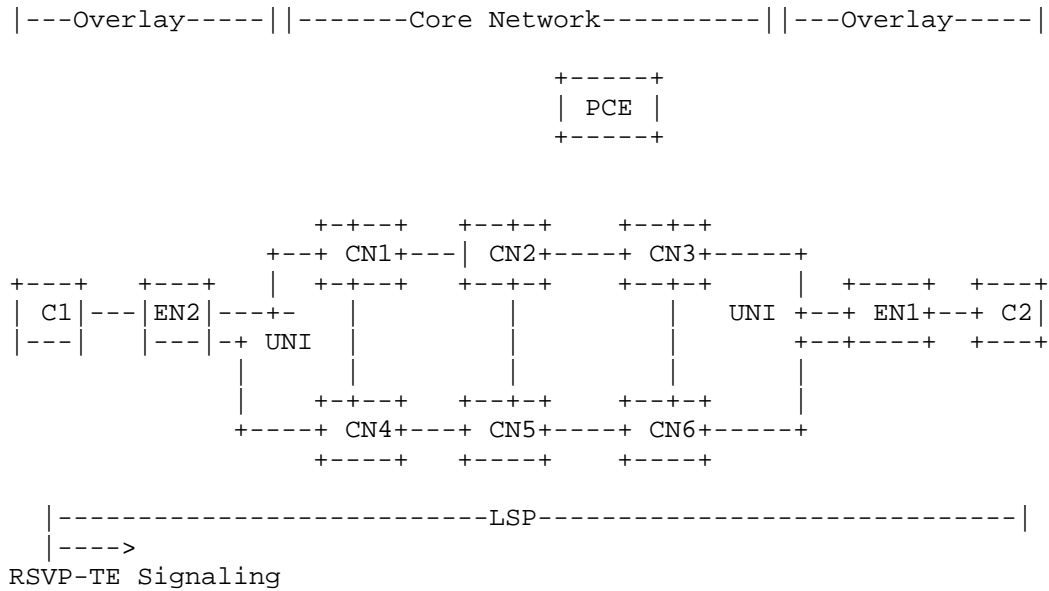 |---Overlay-----||-------Core Network----------||---Overlay-----|
PCE
CN1 CN2 CN3
C1 EN2 UNI EN1 C2
UNI
CN4 CN5 CN6
|---------------------------LSP------------------------------|
|---->
RSVP-TE Signaling